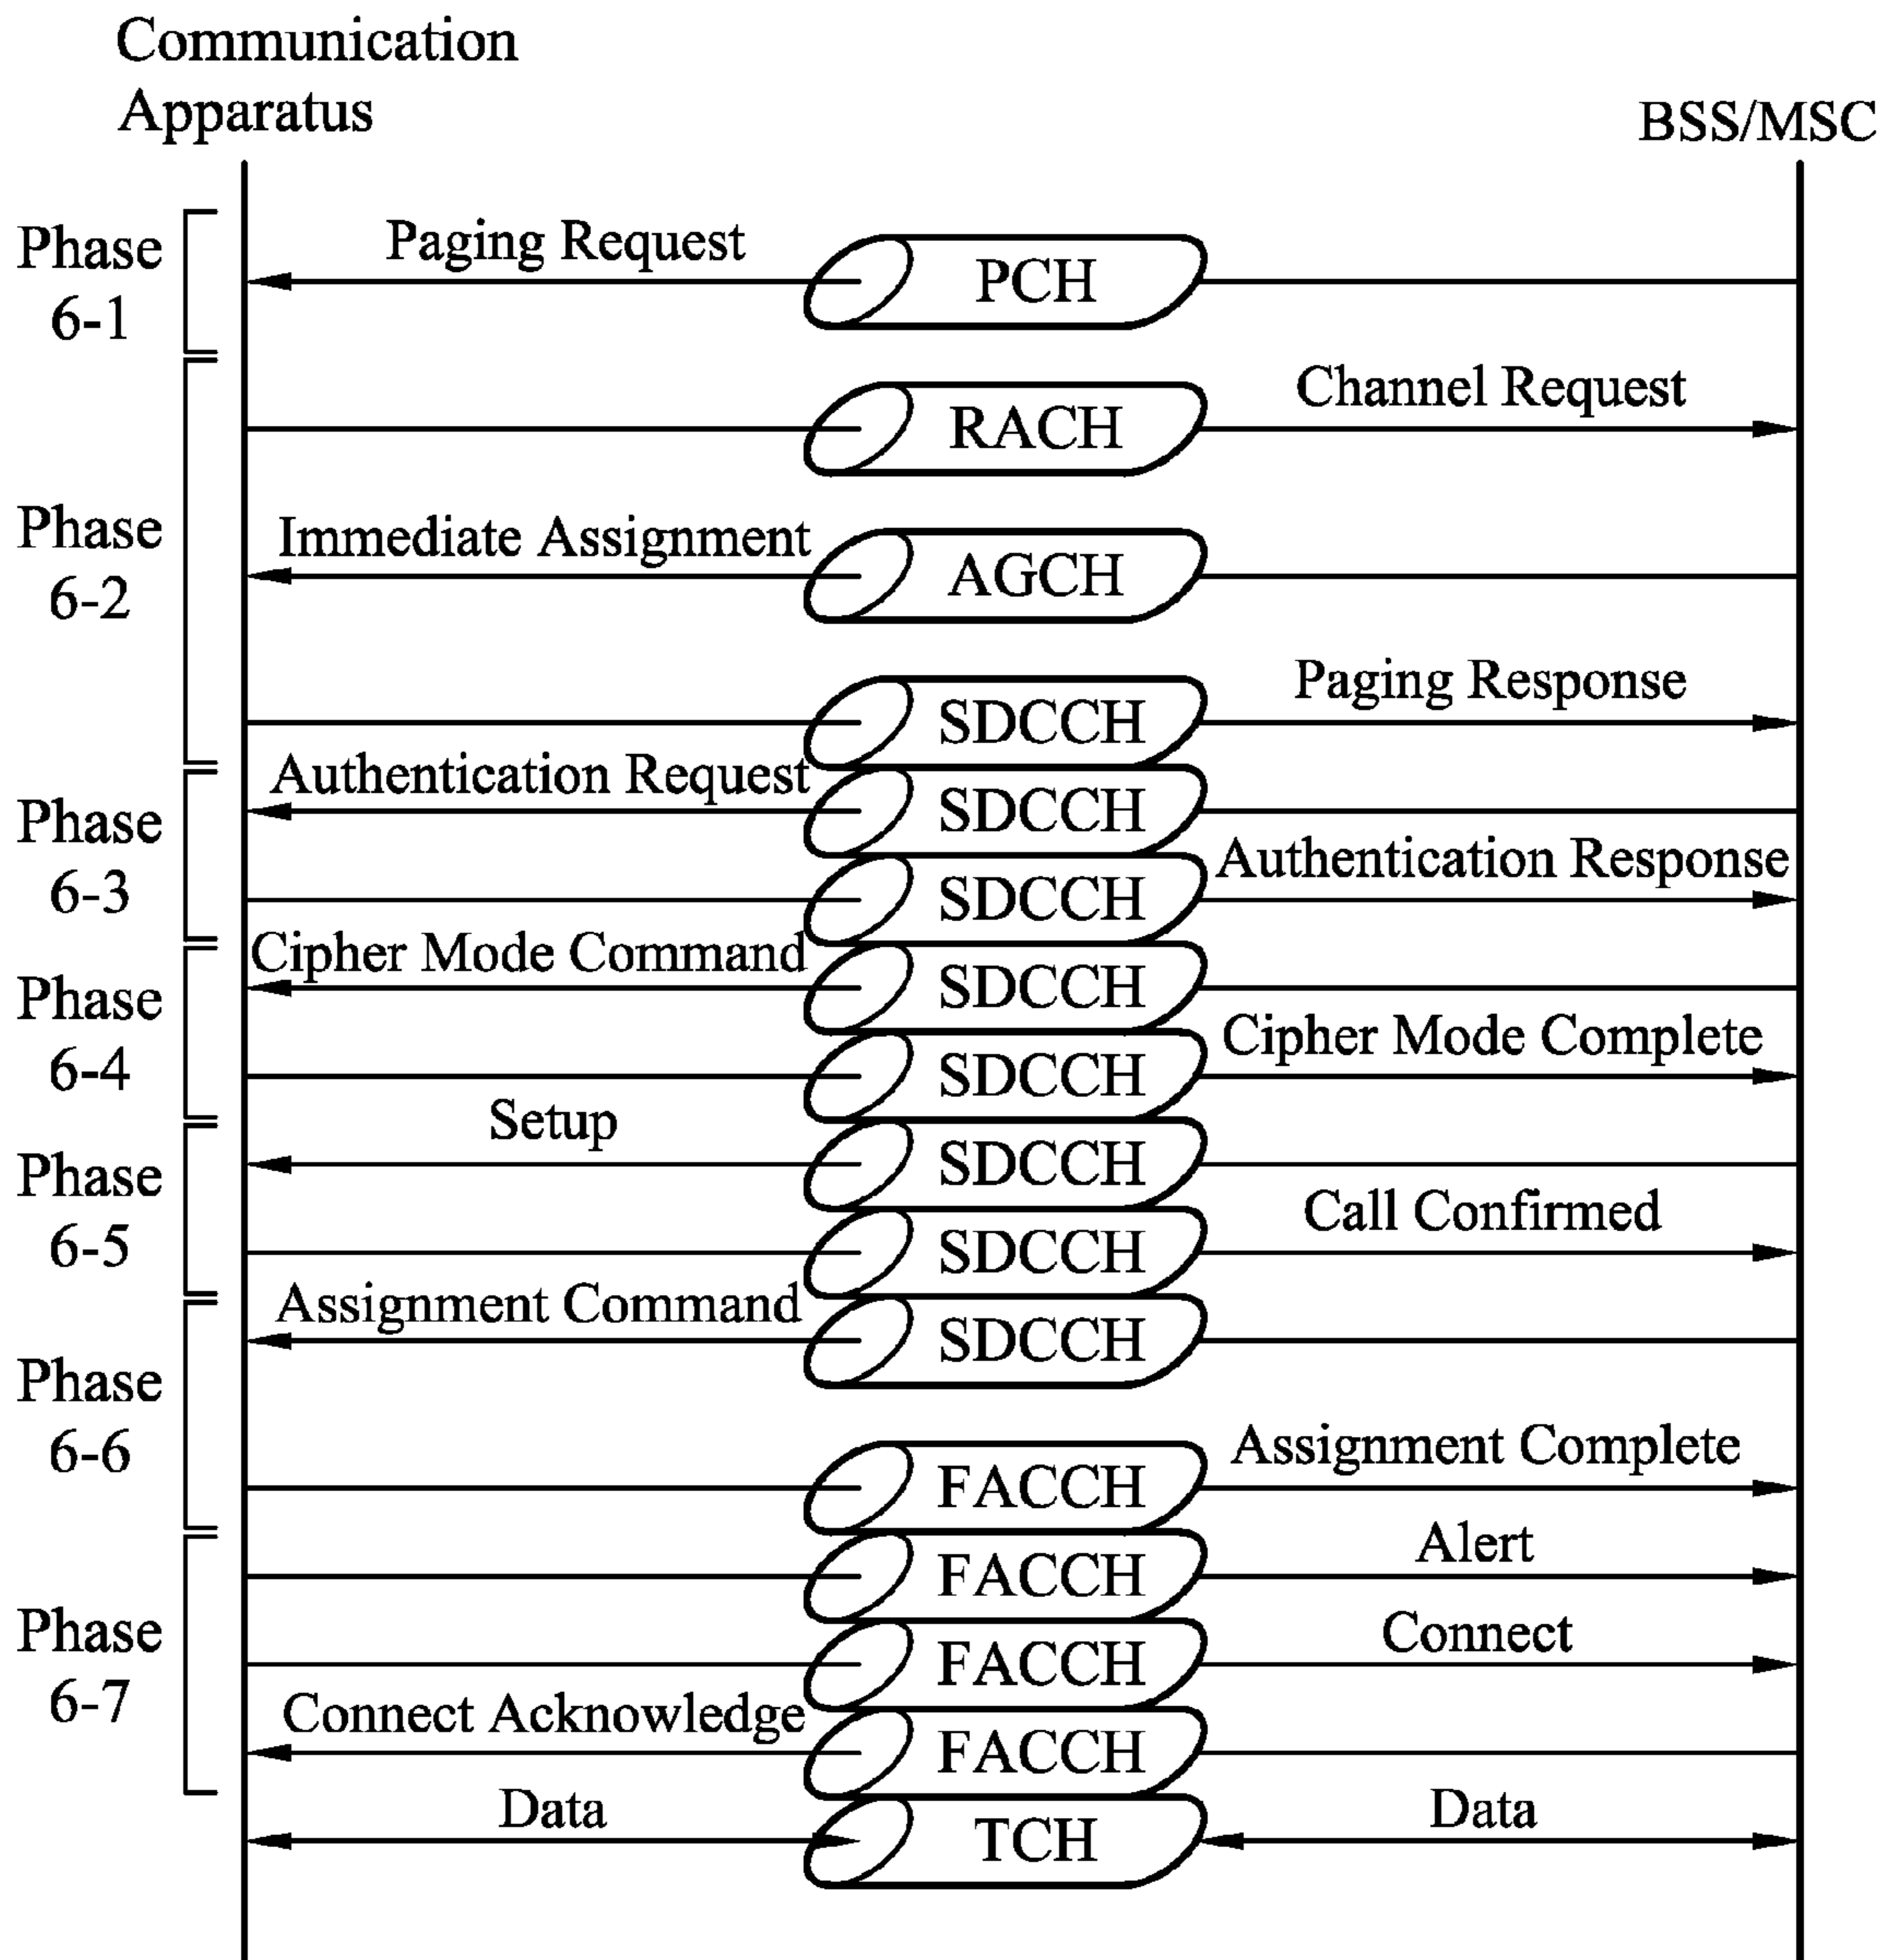 Communication
Apparatus
BSS/MSC
Phase
6-1
Paging Request
PCH
RACH
Channel Request
Phase
6-2
Immediate Assignment
AGCH
SDCCH
Paging Response
Phase
6-3
Authentication Request
SDCCH
SDCCH
Authentication Response
Phase
6-4
Cipher Mode Command
SDCCH
SDCCH
Cipher Mode Complete
Phase
6-5
Setup
SDCCH
SDCCH
Call Confirmed
Phase
6-6
Assignment Command
SDCCH
FACCH
Assignment Complete
Phase
6-7
FACCH
Alert
FACCH
Connect
Connect Acknowledge
FACCH
Data
TCH
Data